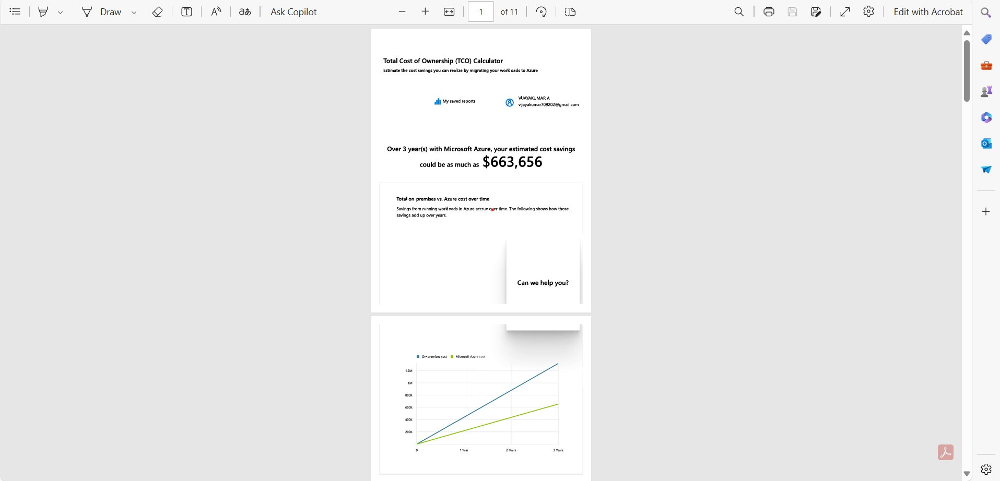 Draw
Ask Copilot
1 of 11
Edit with Acrobat
Total Cost of Ownership (TCO) Calculator
Estimate the cost savings you can realize by migrating your workloads to Azure
My saved reports
VIJAYAKUMAR A
vijayakumar709202@gmail.com
Over 3 year(s) with Microsoft Azure, your estimated cost savings
could be as much as $663,656
Total on-premises vs. Azure cost over time
Savings from running workloads in Azure accrue over time. The following shows how those
savings add up over years.
Can we help you?
On-premises cost Microsoft Azure cost
1.2M
1M
800K
600K
400K
200K
0 1 Year 2 Years 3 Years